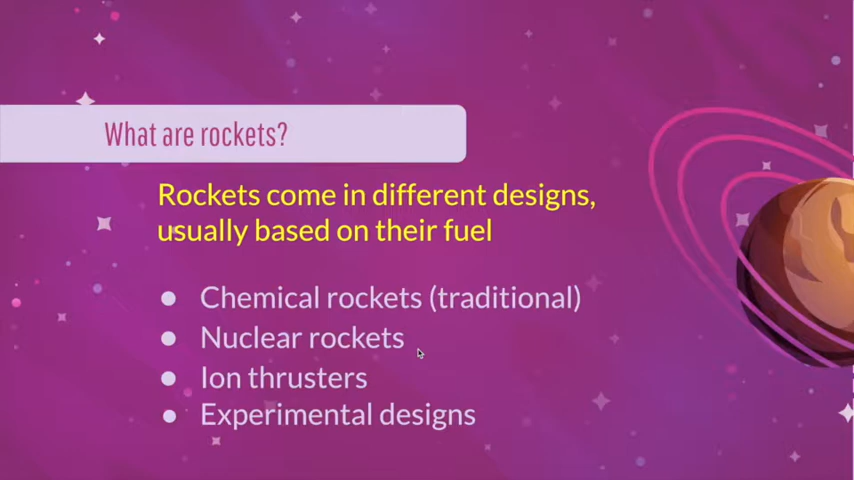 What are rockets?
Rockets come in different designs,
usually based on their fuel
● Chemical rockets (traditional)
● Nuclear rockets
● Ion thrusters
● Experimental designs